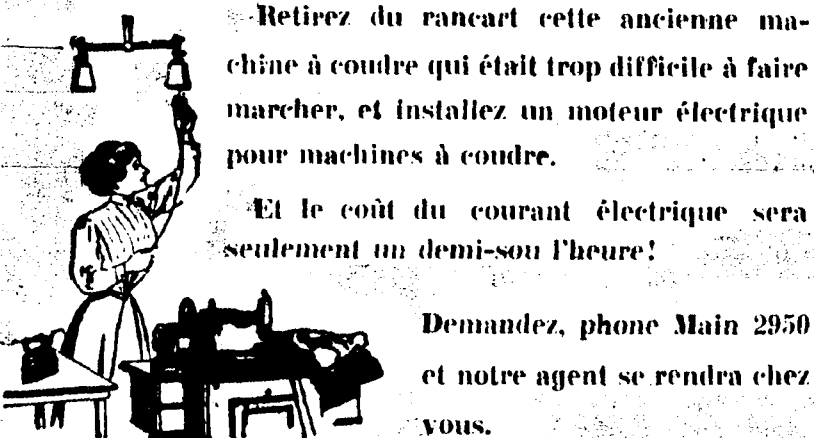 Retirez du rancart cette ancienne ma-
chine à coudre qui était trop difficile à faire
marcher, et installez un moteur électrique
pour machines à coudre.
Et le coût du courant électrique sera
seulement un demi-sou l'heure!
Demandez, phone Main 2950
et notre agent se rendra chez
vous.